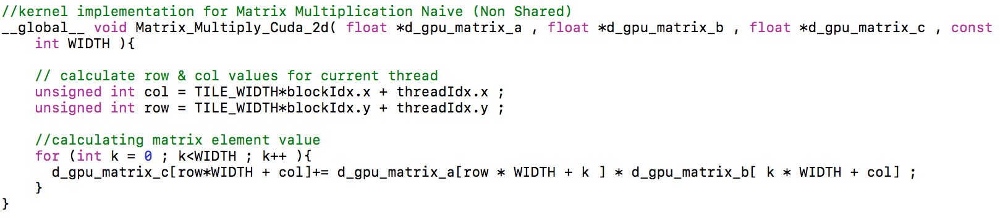 //kernel implementation for Matrix Multiplication Naive (Non Shared)
__global__ void Matrix_Multiply_Cuda_2d( float *d_gpu_matrix_a , float *d_gpu_matrix_b , float *d_gpu_matrix_c , const
    int WIDTH ){

    // calculate row & col values for current thread
    unsigned int col = TILE_WIDTH*blockIdx.x + threadIdx.x ;
    unsigned int row = TILE_WIDTH*blockIdx.y + threadIdx.y ;

    //calculating matrix element value
    for (int k = 0 ; k<WIDTH ; k++ ){
      d_gpu_matrix_c[row*WIDTH + col]+= d_gpu_matrix_a[row * WIDTH + k ] * d_gpu_matrix_b[ k * WIDTH + col] ;
    }
}